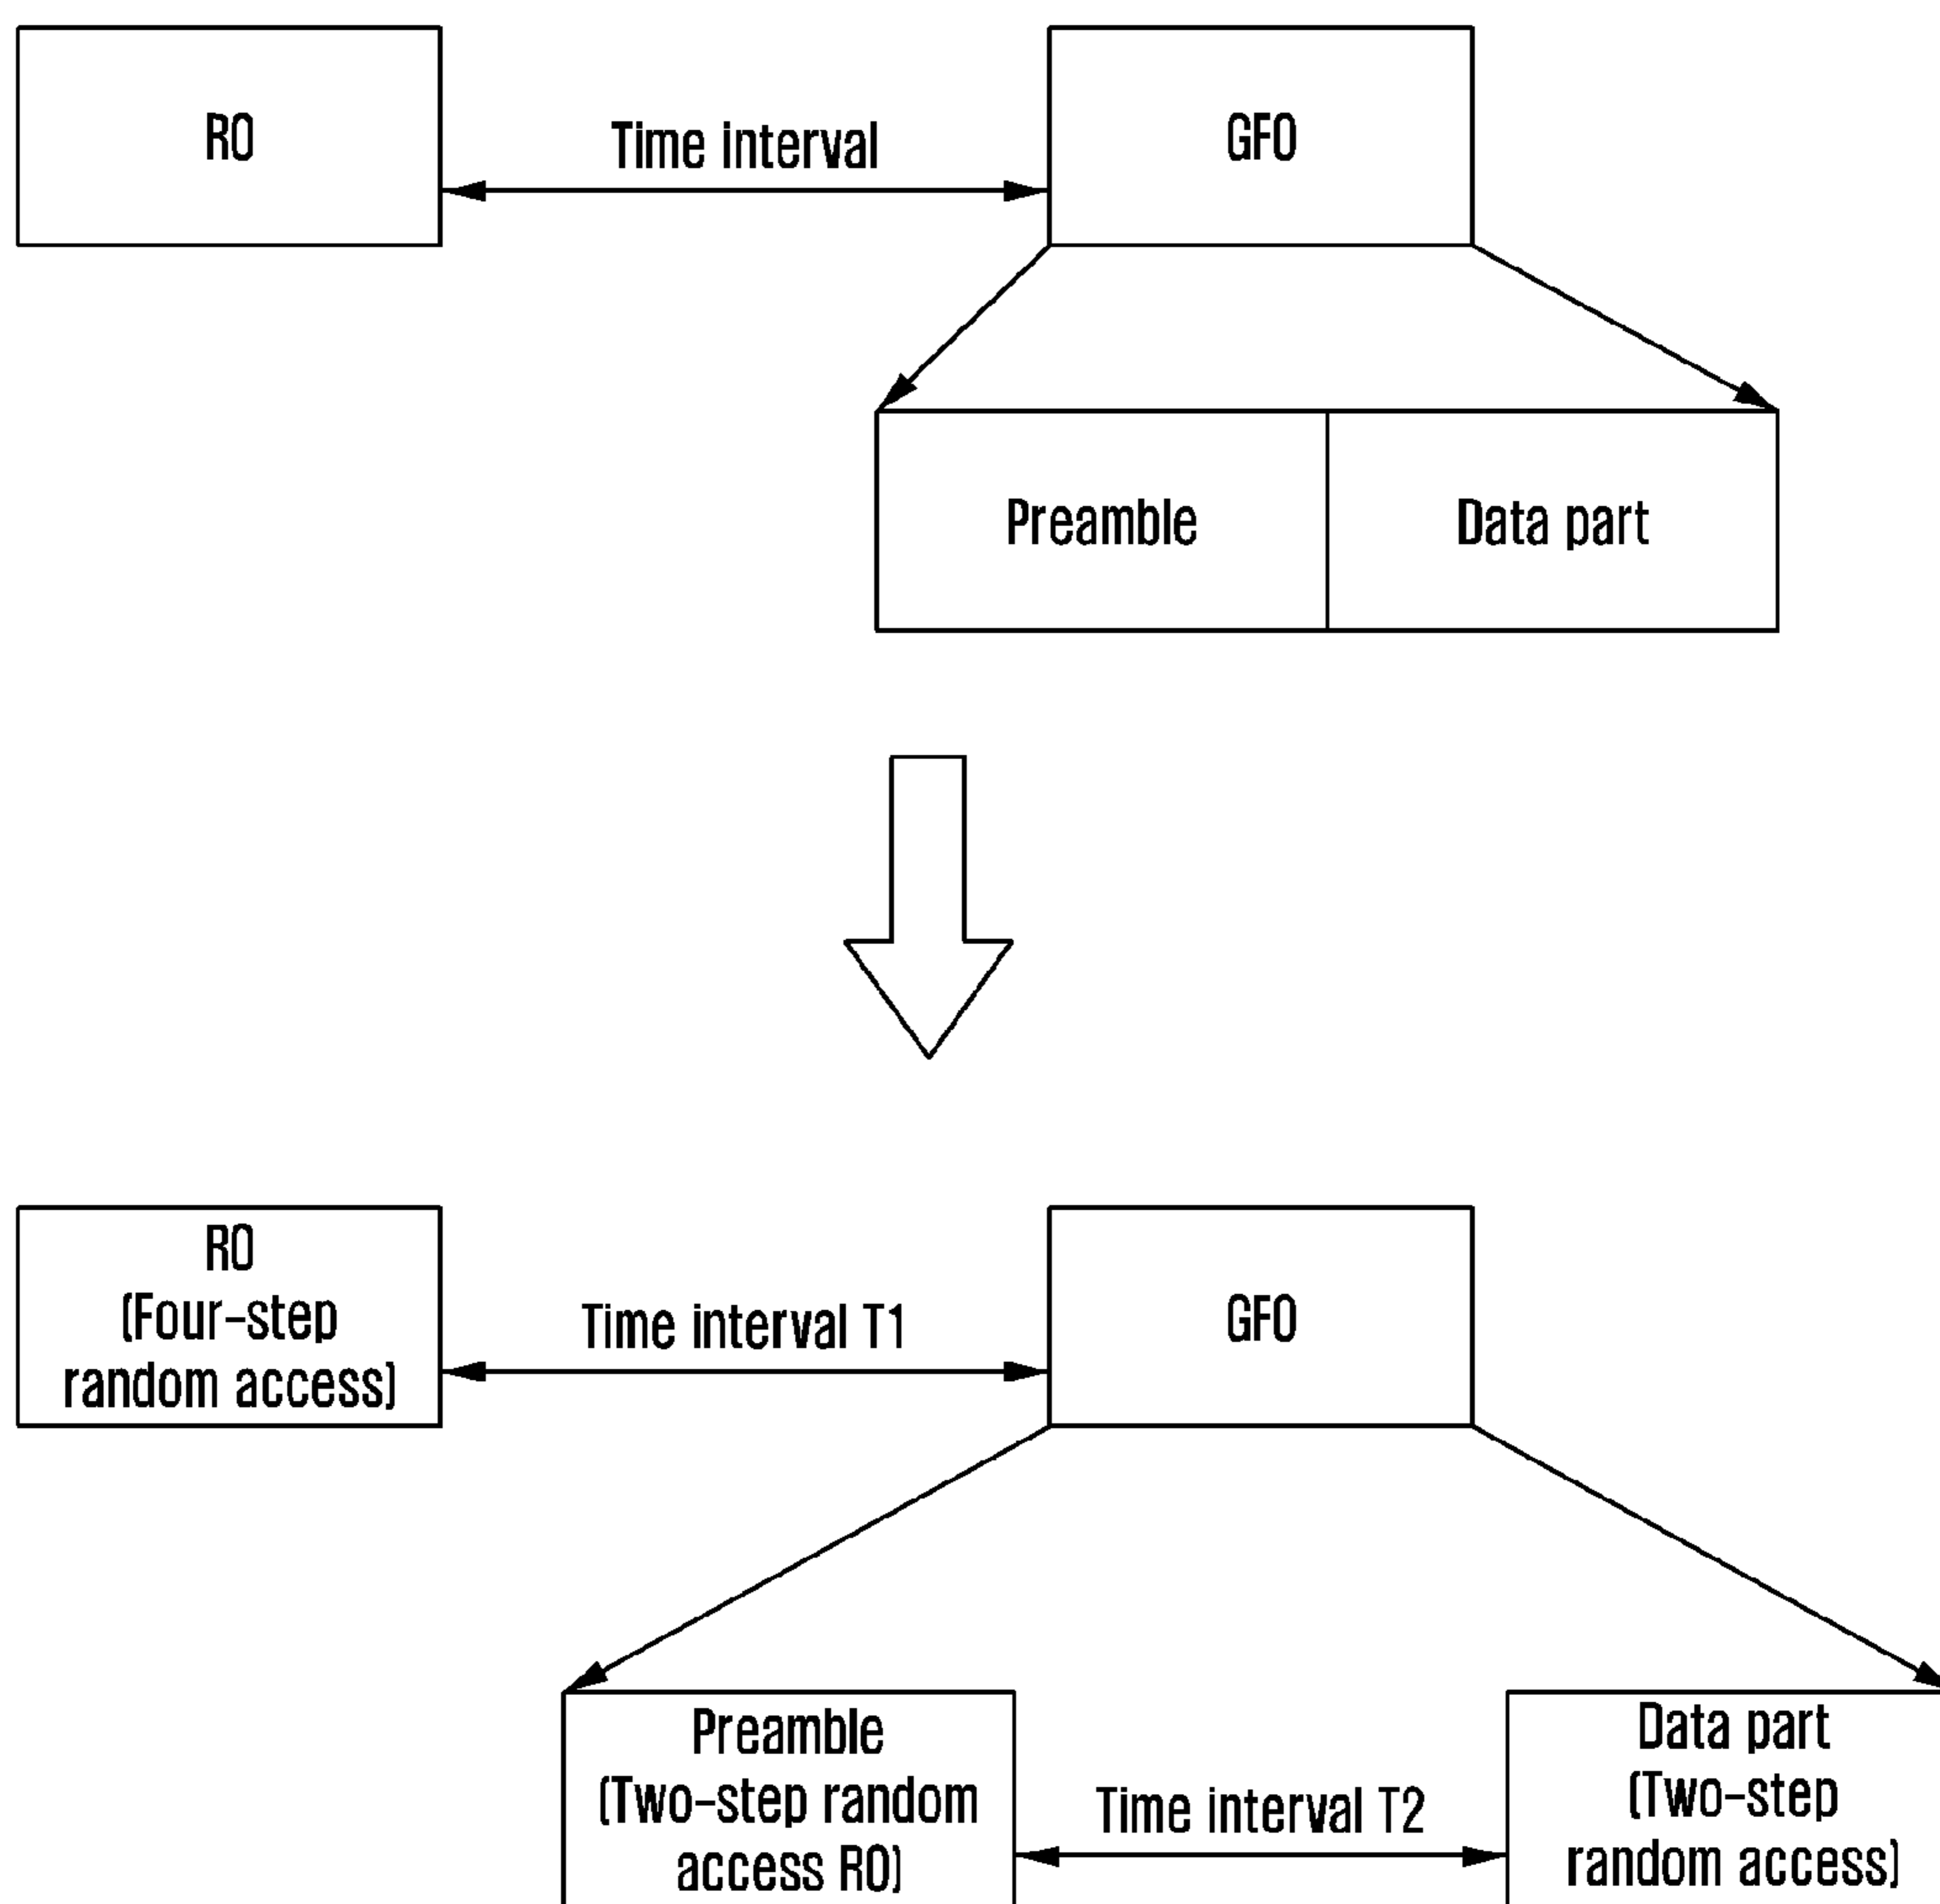 RO
Time interval
GFO
Preamble
Data part
RO
(Four-step
random access)
Time interval T1
GFO
Preamble
(Two-step random
access RO)
Time interval T2
Data part
(Two-step
random access)